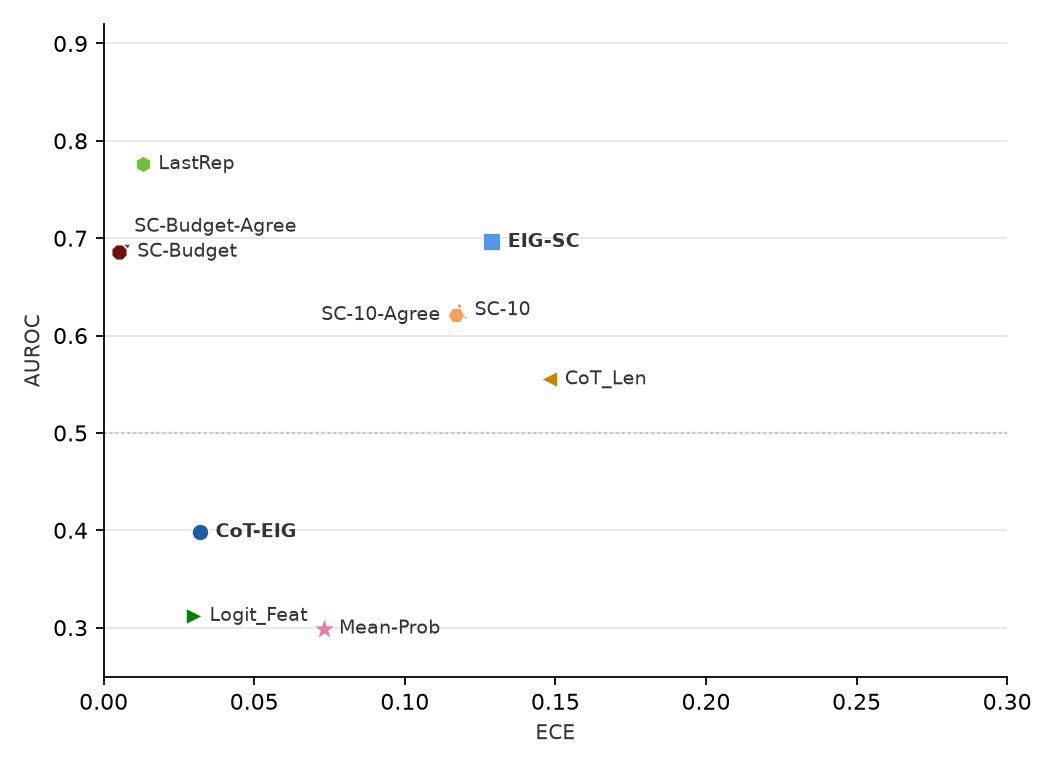 0.9
0.8
LastRep
SC-Budget-Agree
0.7
EIG-SC
SC-Budget
SC-10
SC-10-Agree
0.6
CoT_Len
AUROC
0.5
0.4
CoT-EIG
Logit_Feat
0.3
Mean-Prob
0.00 0.05 0.10 0.15 0.20 0.25 0.30
ECE